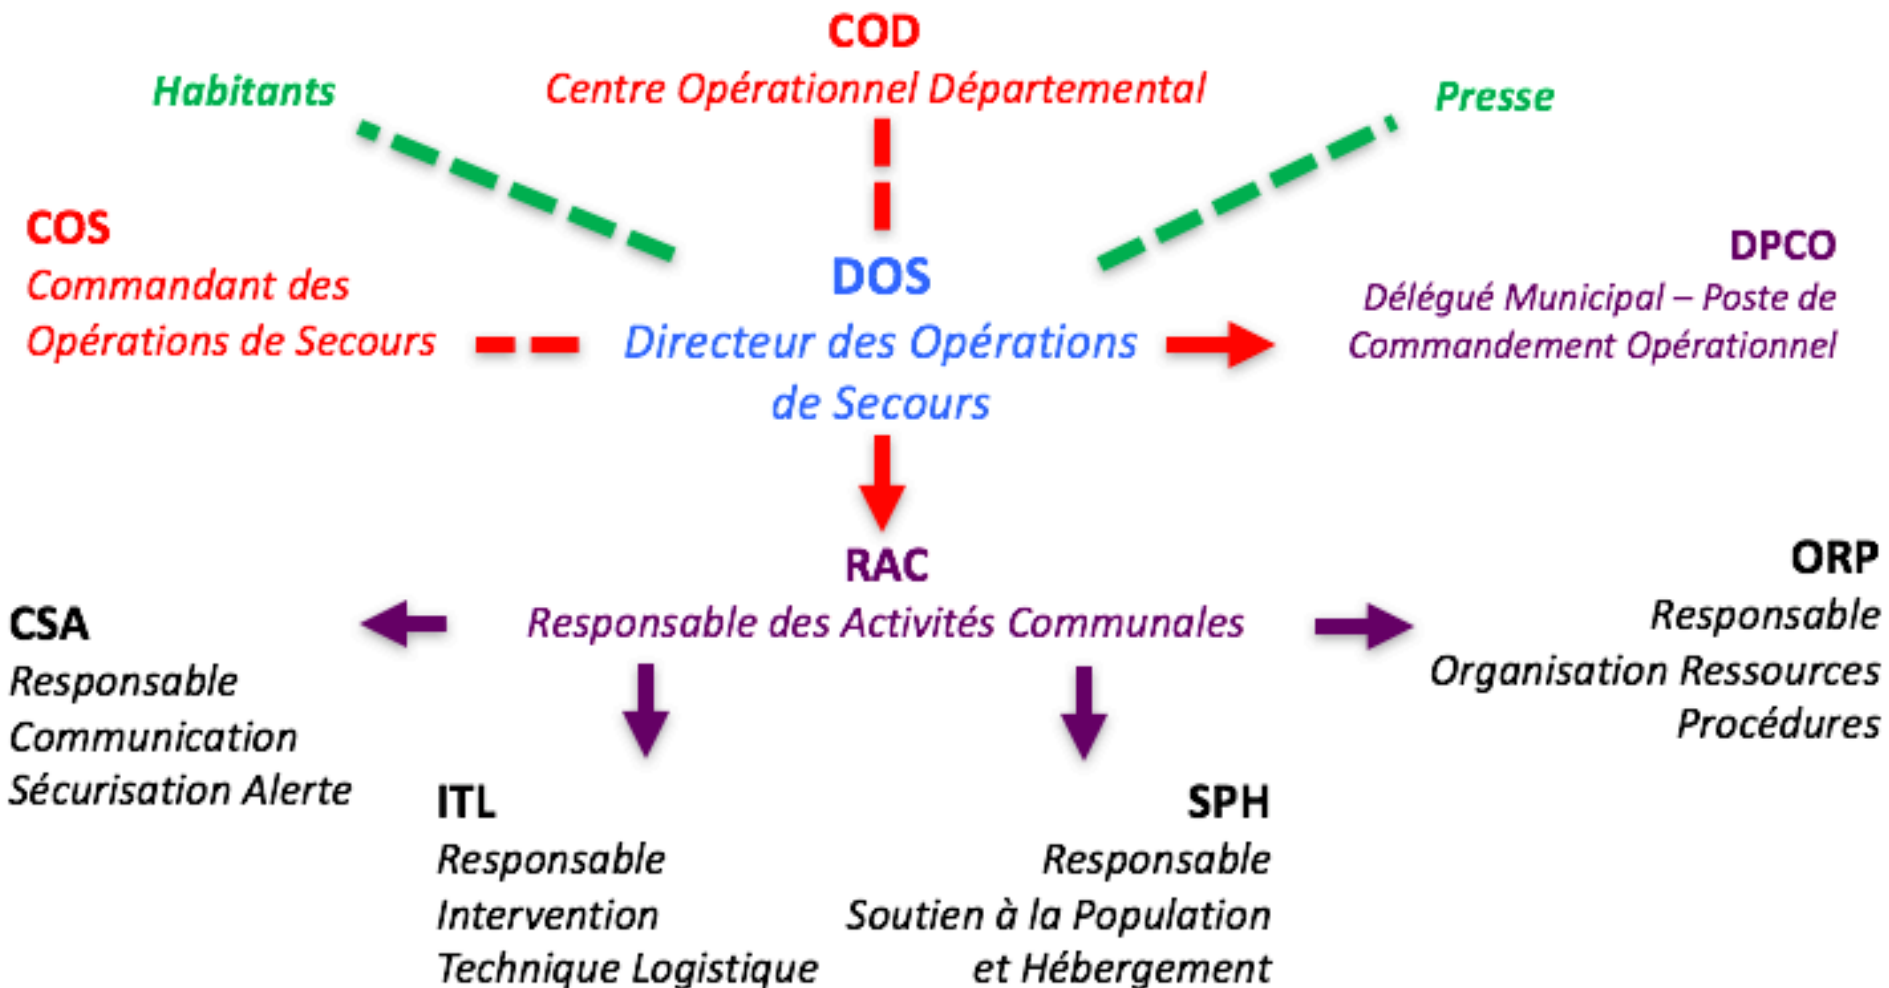 COD
Centre Opérationnel Départemental
Habitants
Presse
COS
Commandant des
Opérations de Secours
DOS
Directeur des Opérations
de Secours
DPCO
Délégué Municipal – Poste de
Commandement Opérationnel
RAC
Responsable des Activités Communales
CSA
Responsable
Communication
Sécurisation Alerte
ITL
Responsable
Intervention
Technique Logistique
SPH
Responsable
Soutien à la Population
et Hébergement
ORP
Responsable
Organisation Ressources
Procédures